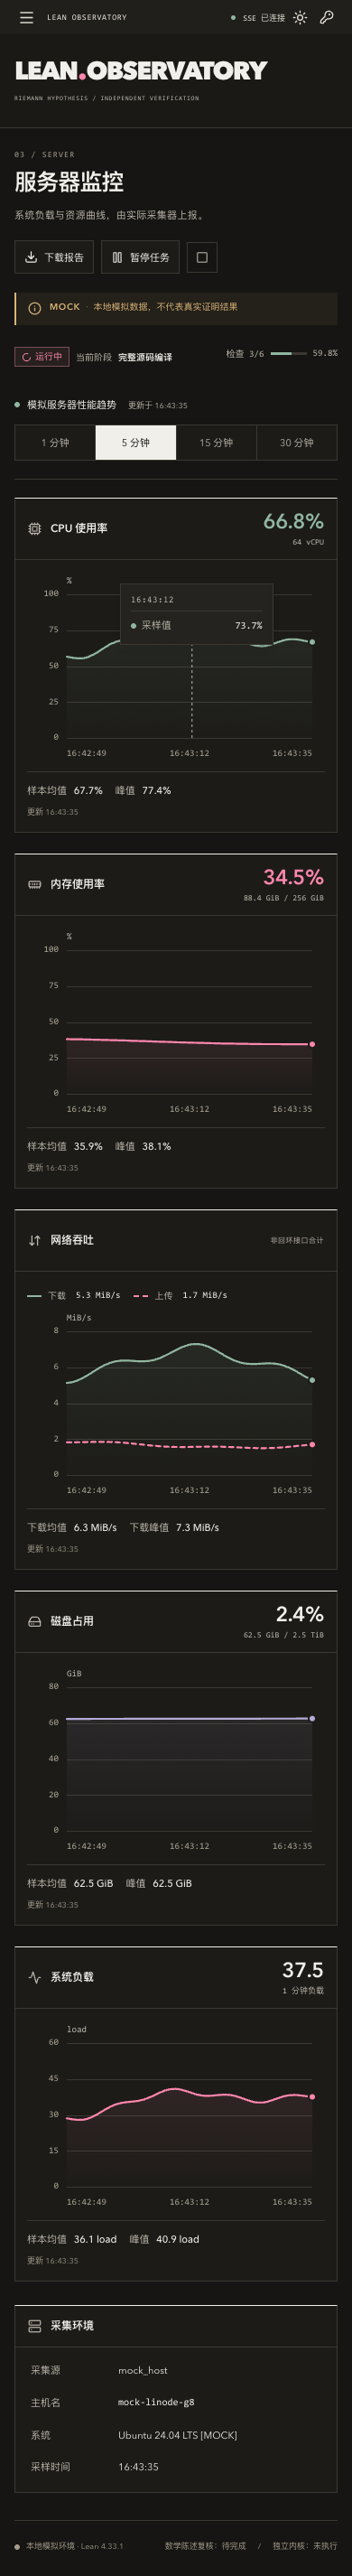 LEAN OBSERVATORY
SSE 已连接
LEAN.OBSERVATORY
RIEMANN HYPOTHESIS / INDEPENDENT VERIFICATION
03 / SERVER
服务器监控
系统负载与资源曲线，由实际采集器上报。
下载报告
暂停任务
MOCK · 本地模拟数据，不代表真实证明结果
运行中 当前阶段 完整源码编译 检查 3/6 59.8%
模拟服务器性能趋势 更新于 16:43:35
1 分钟 5 分钟 15 分钟 30 分钟
CPU 使用率 66.8%
64 vCPU
%
100
75
50
25
0
16:43:12
采样值 73.7%
16:42:49 16:43:12 16:43:35
样本均值 67.7% 峰值 77.4%
更新 16:43:35
内存使用率 34.5%
88.4 GiB / 256 GiB
%
100
75
50
25
0
16:42:49 16:43:12 16:43:35
样本均值 35.9% 峰值 38.1%
更新 16:43:35
网络吞吐 非回环接口合计
下载 5.3 MiB/s 上传 1.7 MiB/s
MiB/s
8
6
4
2
0
16:42:49 16:43:12 16:43:35
下载均值 6.3 MiB/s 下载峰值 7.3 MiB/s
更新 16:43:35
磁盘占用 2.4%
62.5 GiB / 2.5 TiB
GiB
80
60
40
20
0
16:42:49 16:43:12 16:43:35
样本均值 62.5 GiB 峰值 62.5 GiB
更新 16:43:35
系统负载 37.5
1 分钟负载
load
60
45
30
15
0
16:42:49 16:43:12 16:43:35
样本均值 36.1 load 峰值 40.9 load
更新 16:43:35
采集环境
采集源 mock_host
主机名 mock-linode-g8
系统 Ubuntu 24.04 LTS [MOCK]
采样时间 16:43:35
本地模拟环境 · Lean 4.33.1 数学陈述复核：待完成 / 独立内核：未执行